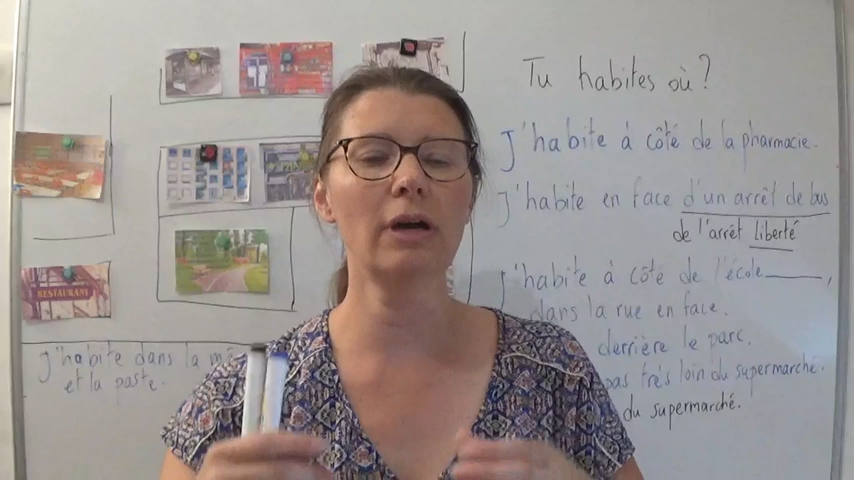 Tu habites où ?
J'habite à côté de la pharmacie.
J'habite en face d'un arrêt de bus
de l'arrêt liberté
J'habite à côté de l'école ,
dans la rue en face.
derrière le parc.
pas très loin du supermarché.
du supermarché.
RESTAURANT
J'habite dans la
et la poste.